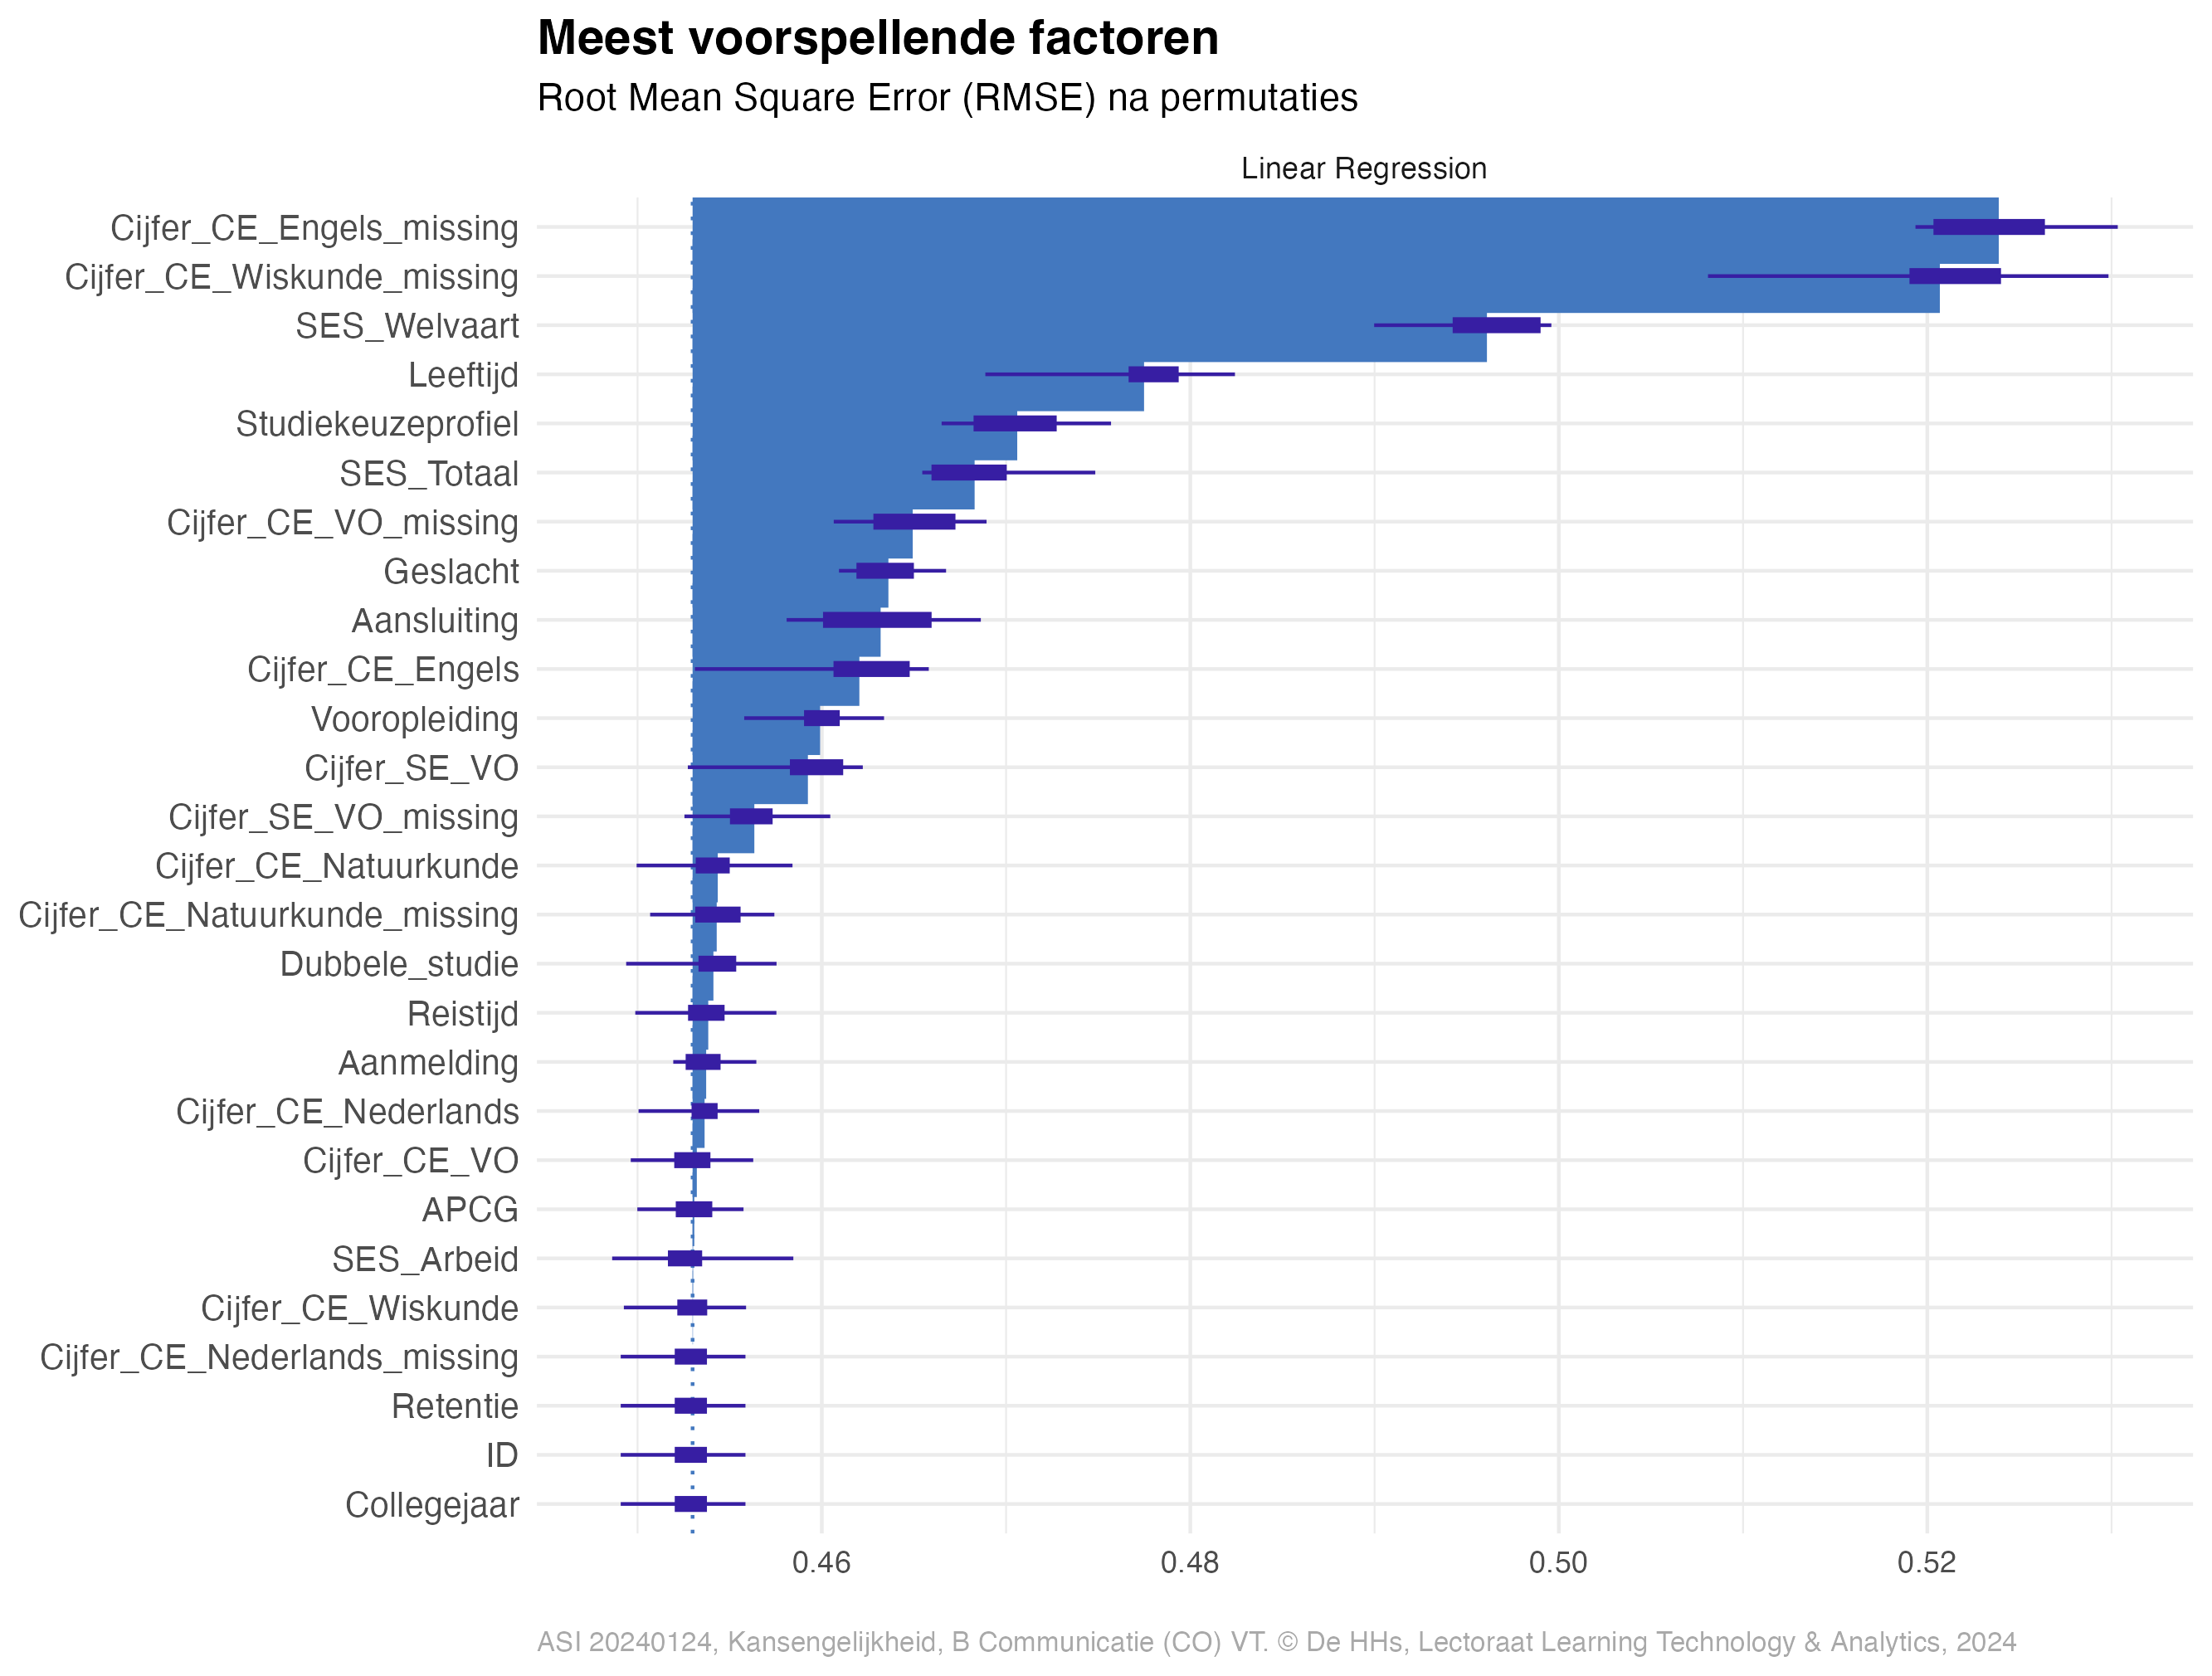 Meest voorspellende factoren
Root Mean Square Error (RMSE) na permutaties
Linear Regression
Cijfer_CE_Engels_missing
Cijfer_CE_Wiskunde_missing
SES_Welvaart
Leeftijd
Studiekeuzeprofiel
SES_Totaal
Cijfer_CE_VO_missing
Geslacht
Aansluiting
Cijfer_CE_Engels
Vooropleiding
Cijfer_SE_VO
Cijfer_SE_VO_missing
Cijfer_CE_Natuurkunde
Cijfer_CE_Natuurkunde_missing
Dubbele_studie
Reistijd
Aanmelding
Cijfer_CE_Nederlands
Cijfer_CE_VO
APCG
SES_Arbeid
Cijfer_CE_Wiskunde
Cijfer_CE_Nederlands_missing
Retentie
ID
Collegejaar
0.46 0.48 0.50 0.52
ASI 20240124, Kansengelijkheid, B Communicatie (CO) VT. © De HHs, Lectoraat Learning Technology & Analytics, 2024